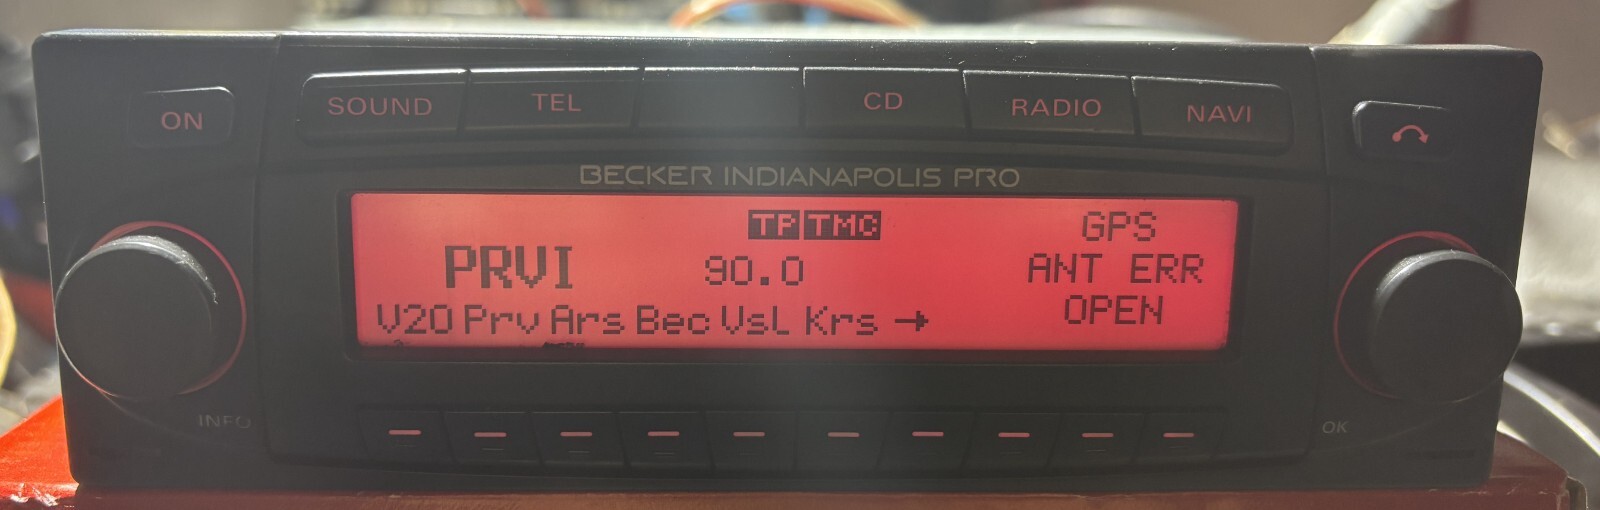 ON SOUND TEL CD RADIO NAVI
BECKER INDIANAPOLIS PRO
TP TMC GPS
PRVI 90.0 ANT ERR
V20 Prv Ars Bec VsL Krs → OPEN
INFO OK